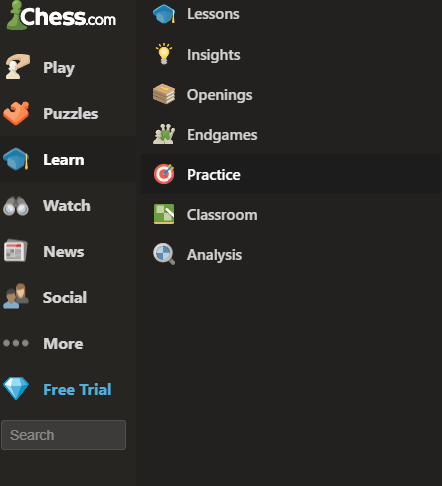 Chess.com
Play
Puzzles
Learn
Watch
News
Social
More
Free Trial
Search
Lessons
Insights
Openings
Endgames
Practice
Classroom
Analysis